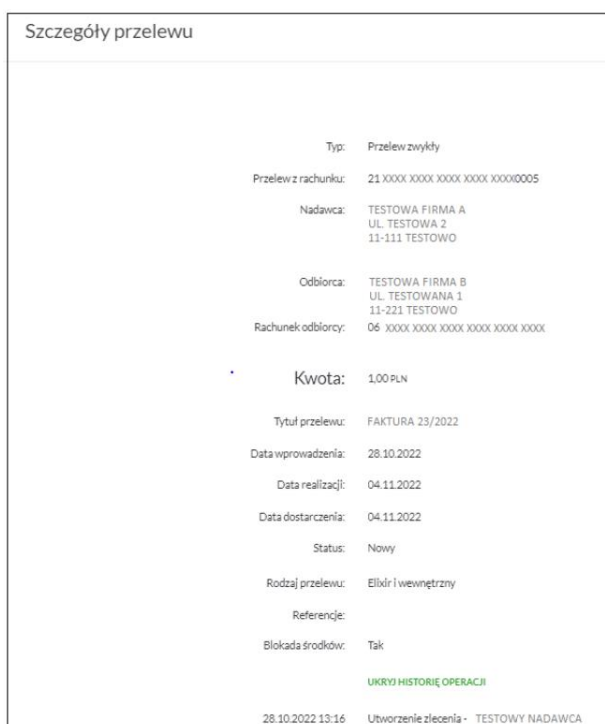 Szczegóły przelewu
Typ: Przelew zwykły
Przelew z rachunku: 21 XXXX XXXX XXXX XXXX XXXX0005
Nadawca: TESTOWA FIRMA A
UL. TESTOWA 2
11-111 TESTOWO
Odbiorca: TESTOWA FIRMA B
UL. TESTOWANA 1
11-221 TESTOWO
Rachunek odbiorcy: 06 XXXX XXXX XXXX XXXX XXXX XXXX
Kwota: 1,00 PLN
Tytuł przelewu: FAKTURA 23/2022
Data wprowadzenia: 28.10.2022
Data realizacji: 04.11.2022
Data dostarczenia: 04.11.2022
Status: Nowy
Rodzaj przelewu: Elixir i wewnętrzny
Referencje:
Blokada środków: Tak
UKRYJ HISTORIĘ OPERACJI
28.10.2022 13:16 Utworzenie zlecenia - TESTOWY NADAWCA